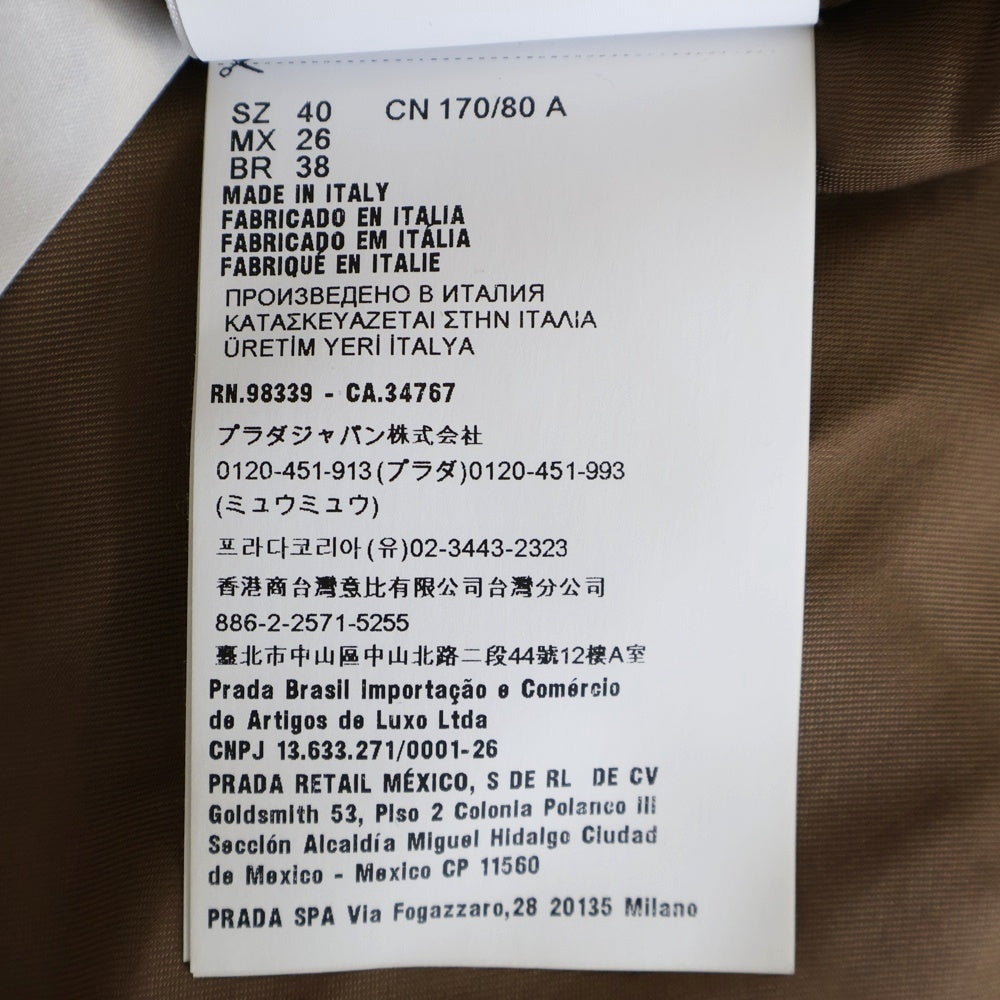 SZ 40 CN 170/80 A
MX 26
BR 38
MADE IN ITALY
FABRICADO EN ITALIA
FABRICADO EM ITÁLIA
FABRIQUÉ EN ITALIE
ПРОИЗВЕДЕНО В ИТАЛИЯ
ΚΑΤΑΣΚΕΥΑΖΕΤΑΙ ΣΤΗΝ ΙΤΑΛΙΑ
ÜRETİM YERİ İTALYA
RN.98339 - CA.34767
プラダジャパン株式会社
0120-451-913(プラダ)0120-451-993
(ミュウミュウ)
프라다코리아(유)02-3443-2323
香港商台灣意比有限公司台灣分公司
886-2-2571-5255
臺北市中山區中山北路二段44號12樓A室
Prada Brasil Importação e Comércio
de Artigos de Luxo Ltda
CNPJ 13.633.271/0001-26
PRADA RETAIL MÉXICO, S DE RL DE CV
Goldsmith 53, Piso 2 Colonia Polanco III
Sección Alcaldía Miguel Hidalgo Ciudad
de Mexico - Mexico CP 11560
PRADA SPA Via Fogazzaro,28 20135 Milano